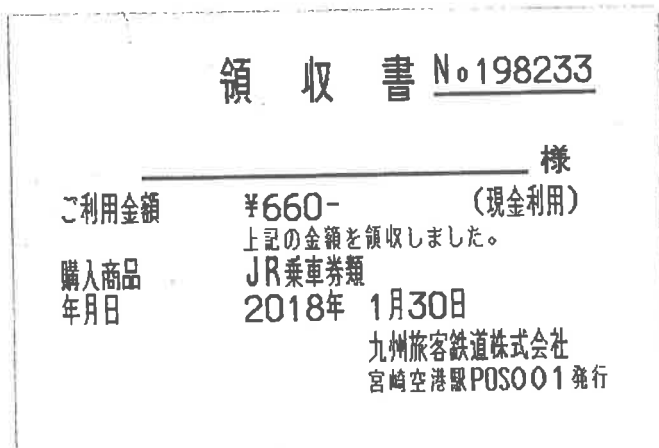 領収書 No198233
様
ご利用金額 ¥660- (現金利用)
上記の金額を領収しました。
購入商品 JR乗車券類
年月日 2018年 1月30日
九州旅客鉄道株式会社
宮崎空港駅POS001発行